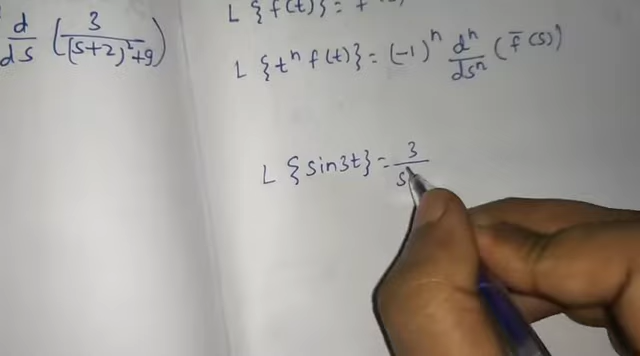 d/ds (3/((s+2)²+9))
L {f(t)} = f
L {tⁿ f(t)} = (-1)ⁿ dⁿ/dsⁿ (f̄(s))
L {sin3t} = 3/s